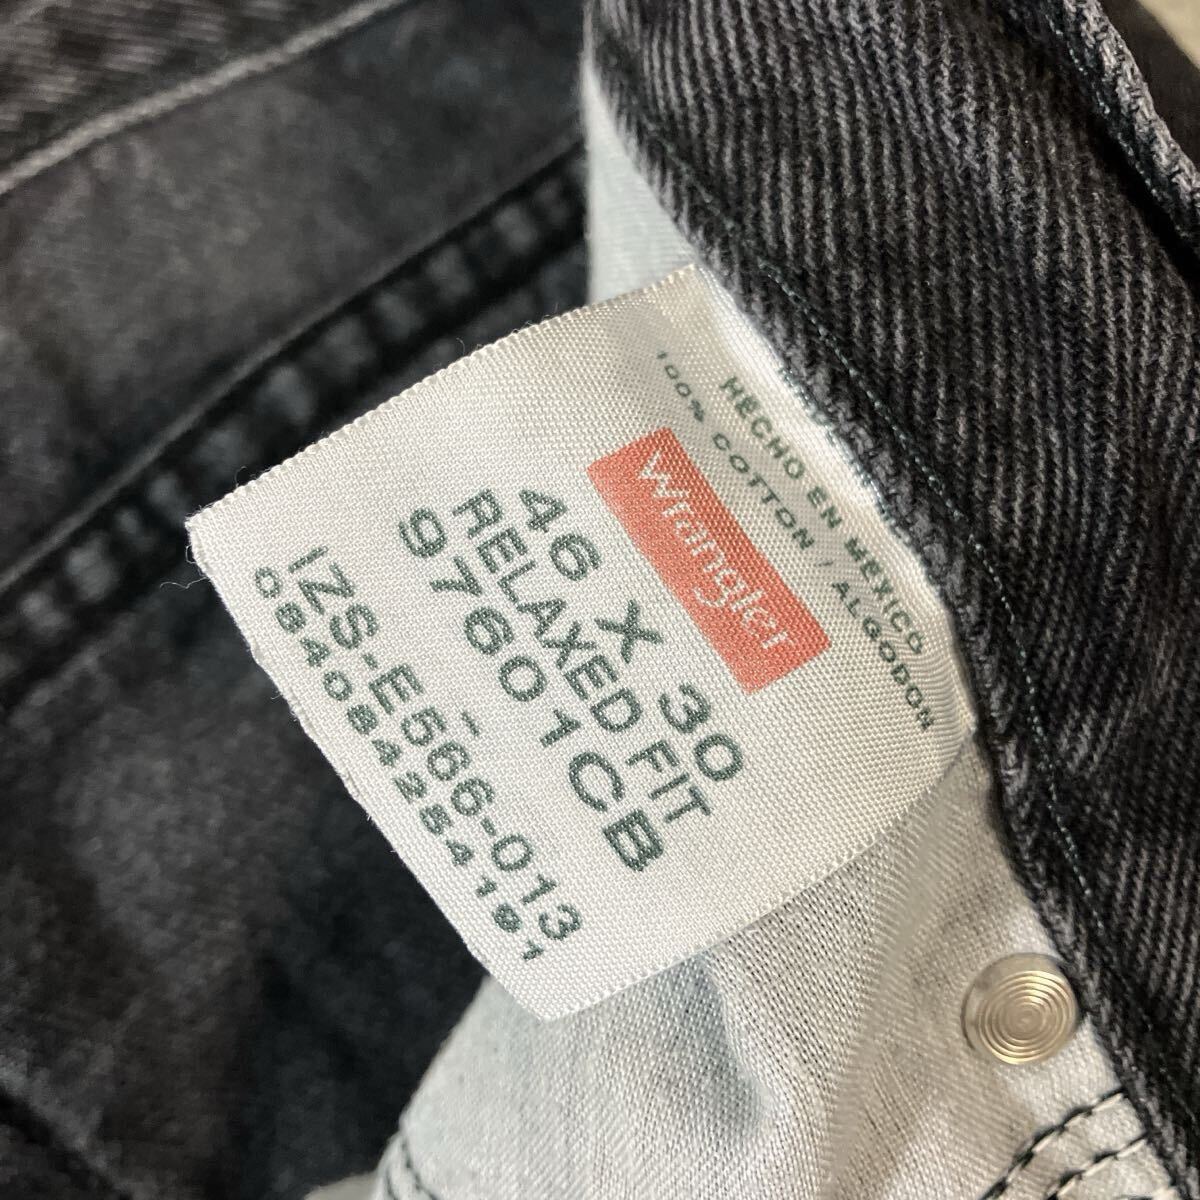 HECHO EN MEXICO
100% COTTON / ALGODON
Wrangler
46 X 30
RELAXED FIT
97601CB
-
IZS-E566-013